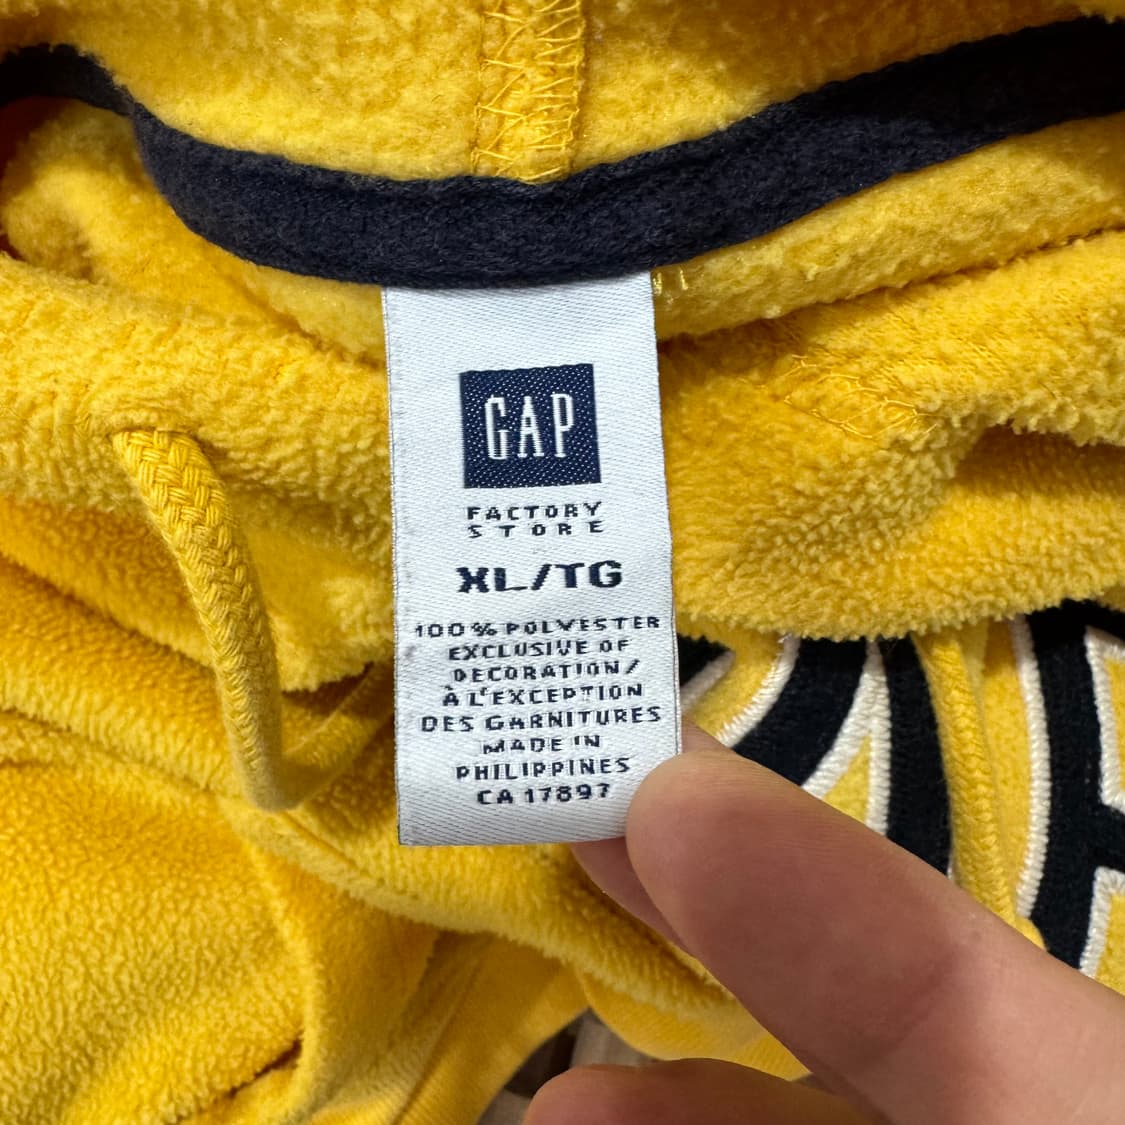 GAP
FACTORY
STORE
XL/TG
100% POLYESTER
EXCLUSIVE OF
DECORATION/
À L'EXCEPTION
DES GARNITURES
MADE IN
PHILIPPINES
CA 17897